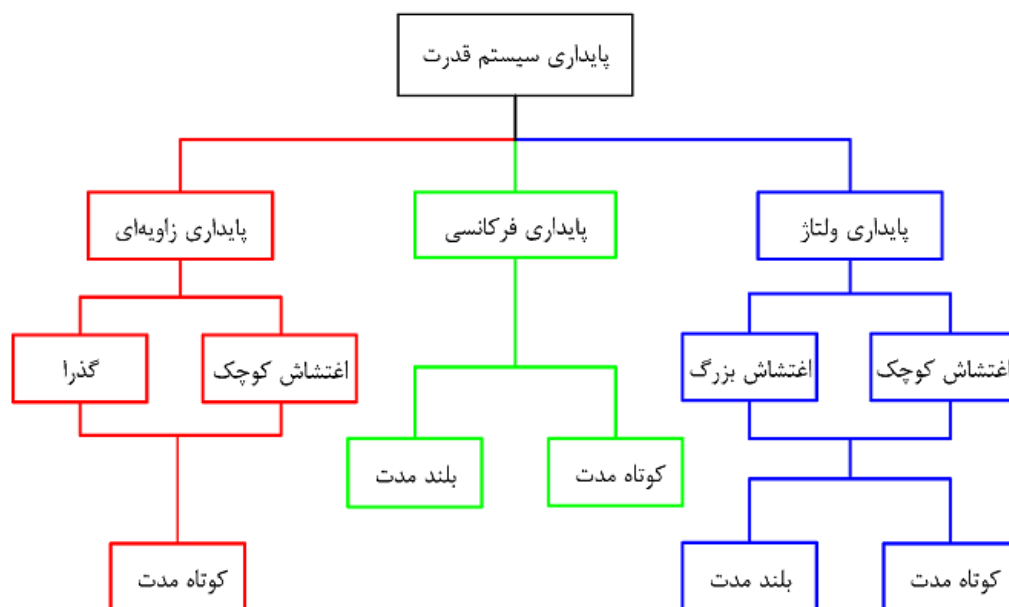 پایداری سیستم قدرت
پایداری ولتاژ
پایداری فرکانسی
پایداری زاویه‌ای
اغتشاش کوچک
اغتشاش بزرگ
اغتشاش کوچک
گذرا
کوتاه مدت
بلند مدت
کوتاه مدت
بلند مدت
کوتاه مدت